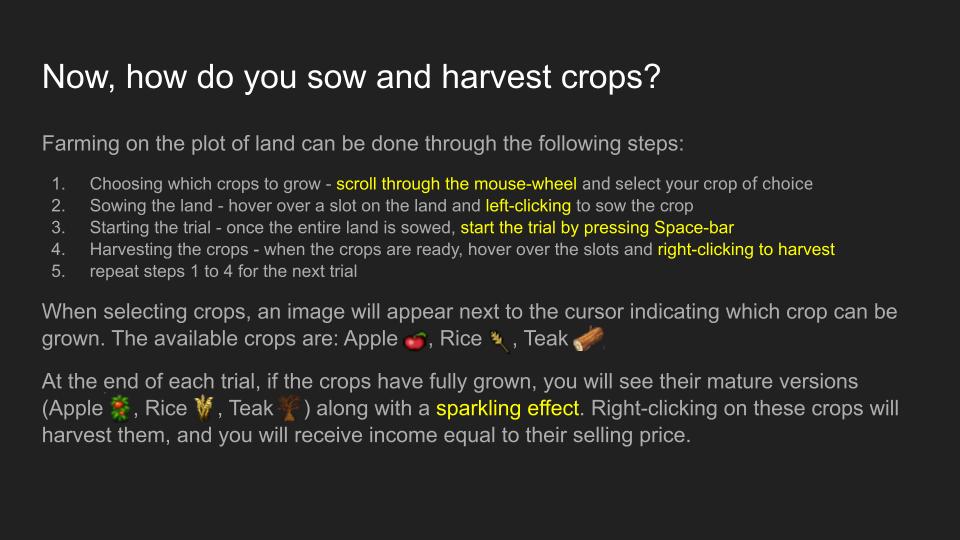 Now, how do you sow and harvest crops?
Farming on the plot of land can be done through the following steps:
1. Choosing which crops to grow - scroll through the mouse-wheel and select your crop of choice
2. Sowing the land - hover over a slot on the land and left-clicking to sow the crop
3. Starting the trial - once the entire land is sowed, start the trial by pressing Space-bar
4. Harvesting the crops - when the crops are ready, hover over the slots and right-clicking to harvest
5. repeat steps 1 to 4 for the next trial
When selecting crops, an image will appear next to the cursor indicating which crop can be
grown. The available crops are: Apple , Rice , Teak
At the end of each trial, if the crops have fully grown, you will see their mature versions
(Apple , Rice , Teak ) along with a sparkling effect. Right-clicking on these crops will
harvest them, and you will receive income equal to their selling price.